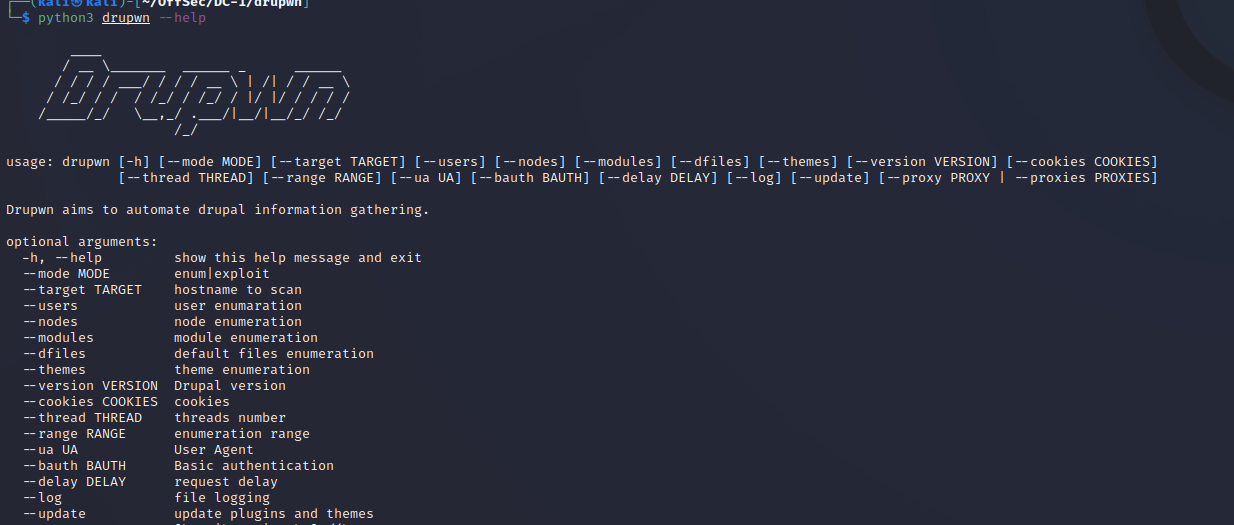 (kali㉿kali)-[~/OffSec/DC-1/drupwn]
$ python3 drupwn --help
Drupwn
usage: drupwn [-h] [--mode MODE] [--target TARGET] [--users] [--nodes] [--modules] [--dfiles] [--themes] [--version VERSION] [--cookies COOKIES]
[--thread THREAD] [--range RANGE] [--ua UA] [--bauth BAUTH] [--delay DELAY] [--log] [--update] [--proxy PROXY | --proxies PROXIES]
Drupwn aims to automate drupal information gathering.
optional arguments:
-h, --help show this help message and exit
--mode MODE enum|exploit
--target TARGET hostname to scan
--users user enumaration
--nodes node enumeration
--modules module enumeration
--dfiles default files enumeration
--themes theme enumeration
--version VERSION Drupal version
--cookies COOKIES cookies
--thread THREAD threads number
--range RANGE enumeration range
--ua UA User Agent
--bauth BAUTH Basic authentication
--delay DELAY request delay
--log file logging
--update update plugins and themes